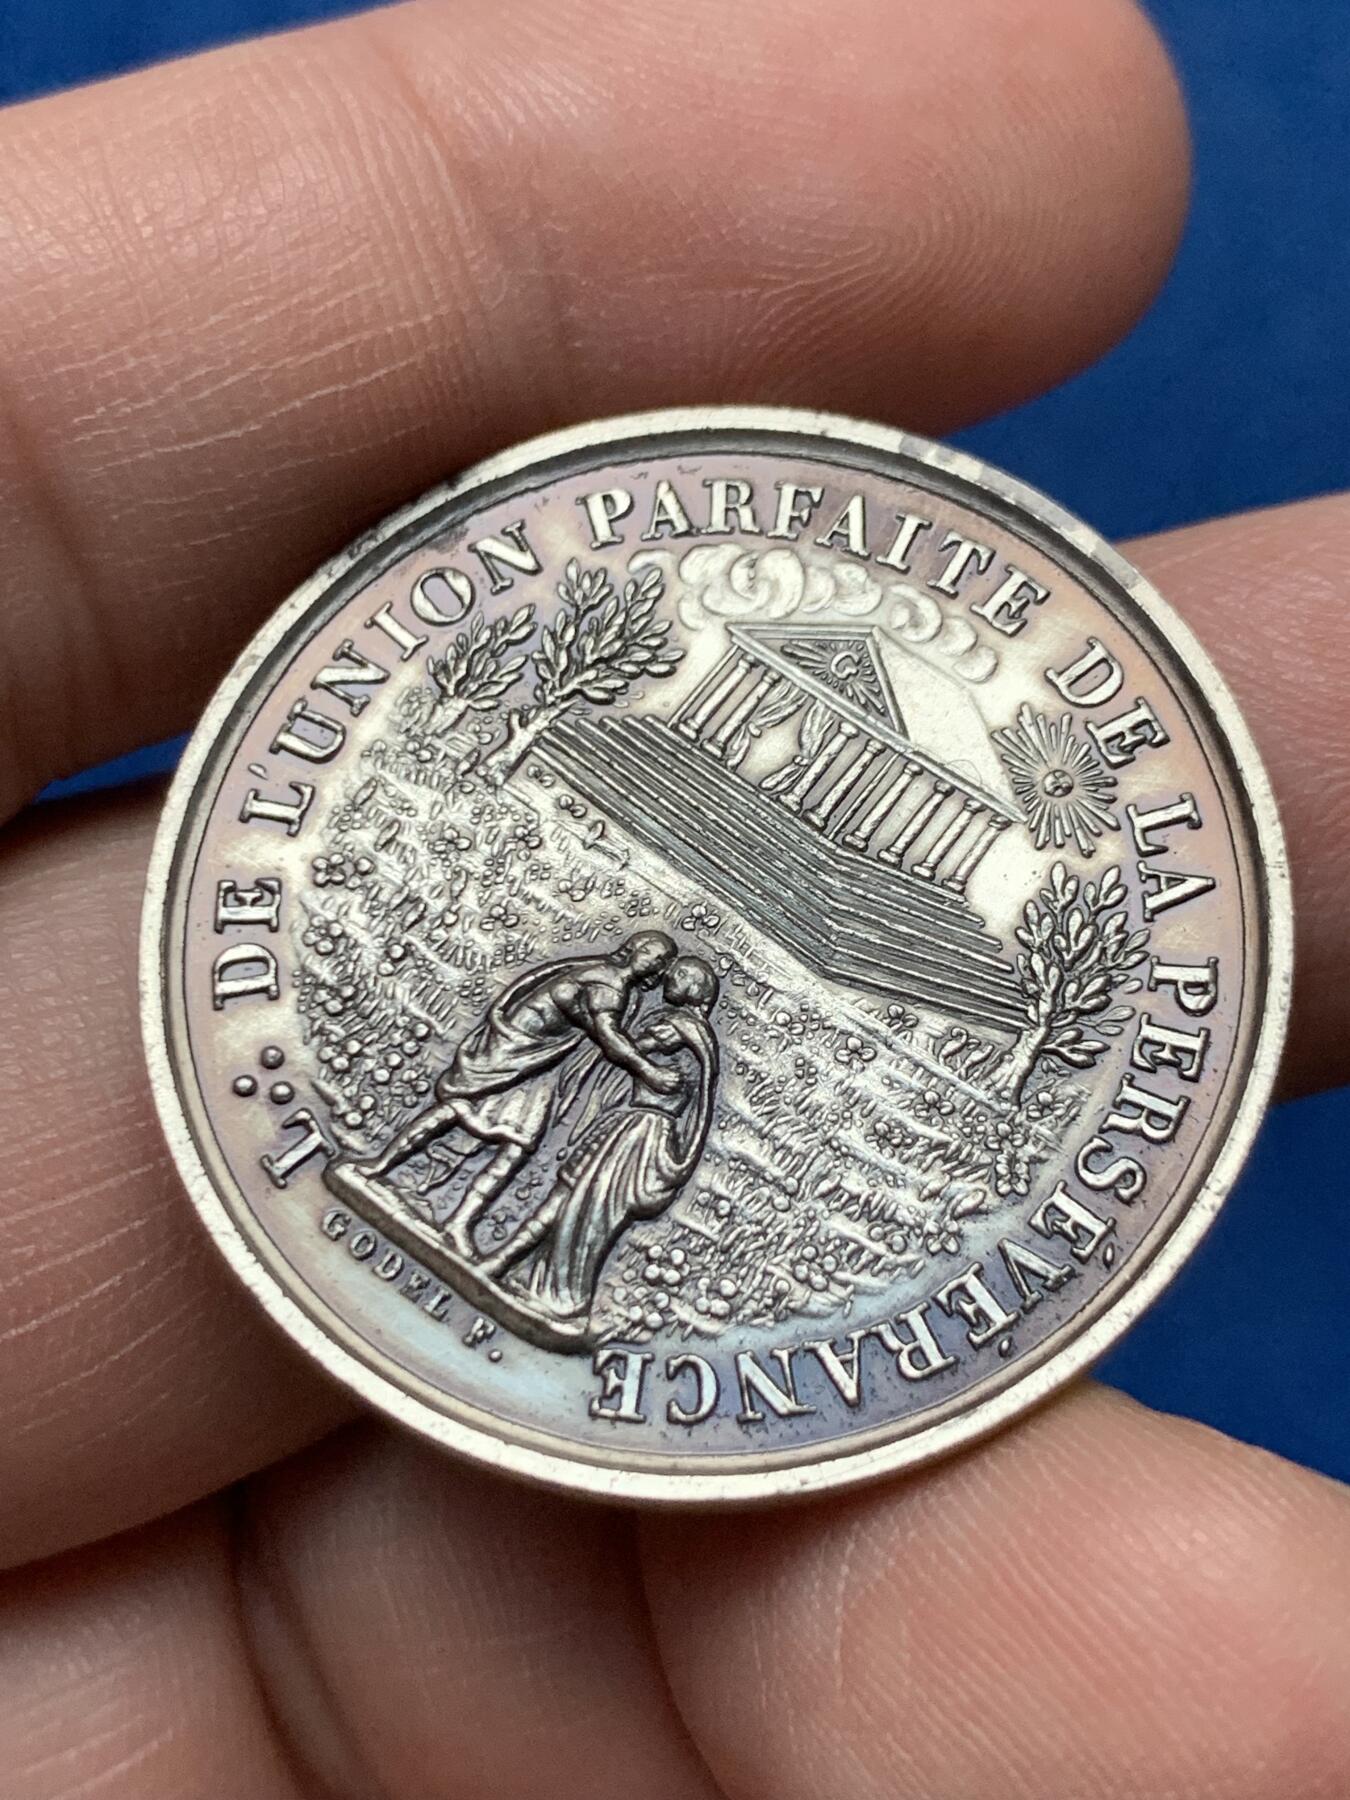 L∴ DE L'UNION PARFAITE DE LA PERSÉVÉRANCE
G
GODEL F.